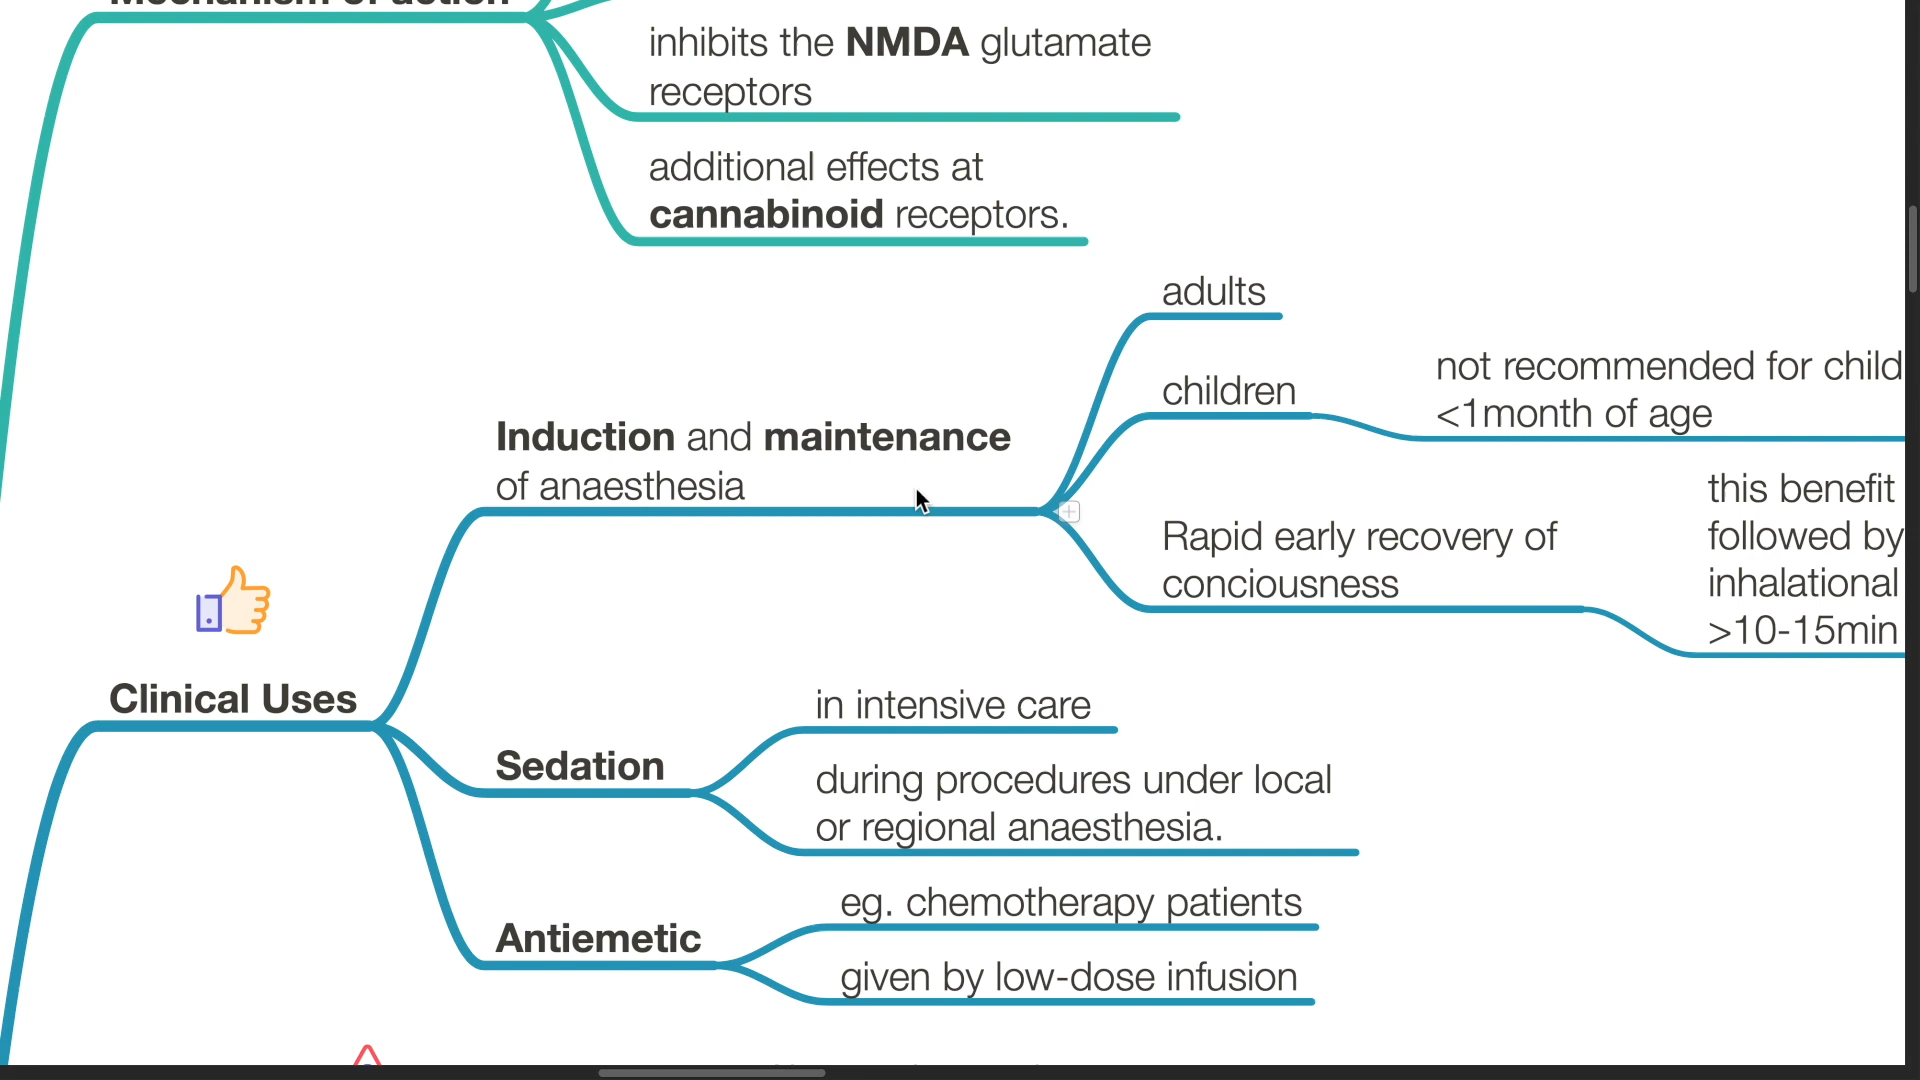 Mechanism of action
inhibits the NMDA glutamate
receptors
additional effects at
cannabinoid receptors.
adults
children
not recommended for child
<1month of age
Induction and maintenance
of anaesthesia
Rapid early recovery of
conciousness
this benefit
followed by
inhalational
>10-15min
Clinical Uses
Sedation
in intensive care
during procedures under local
or regional anaesthesia.
Antiemetic
eg. chemotherapy patients
given by low-dose infusion